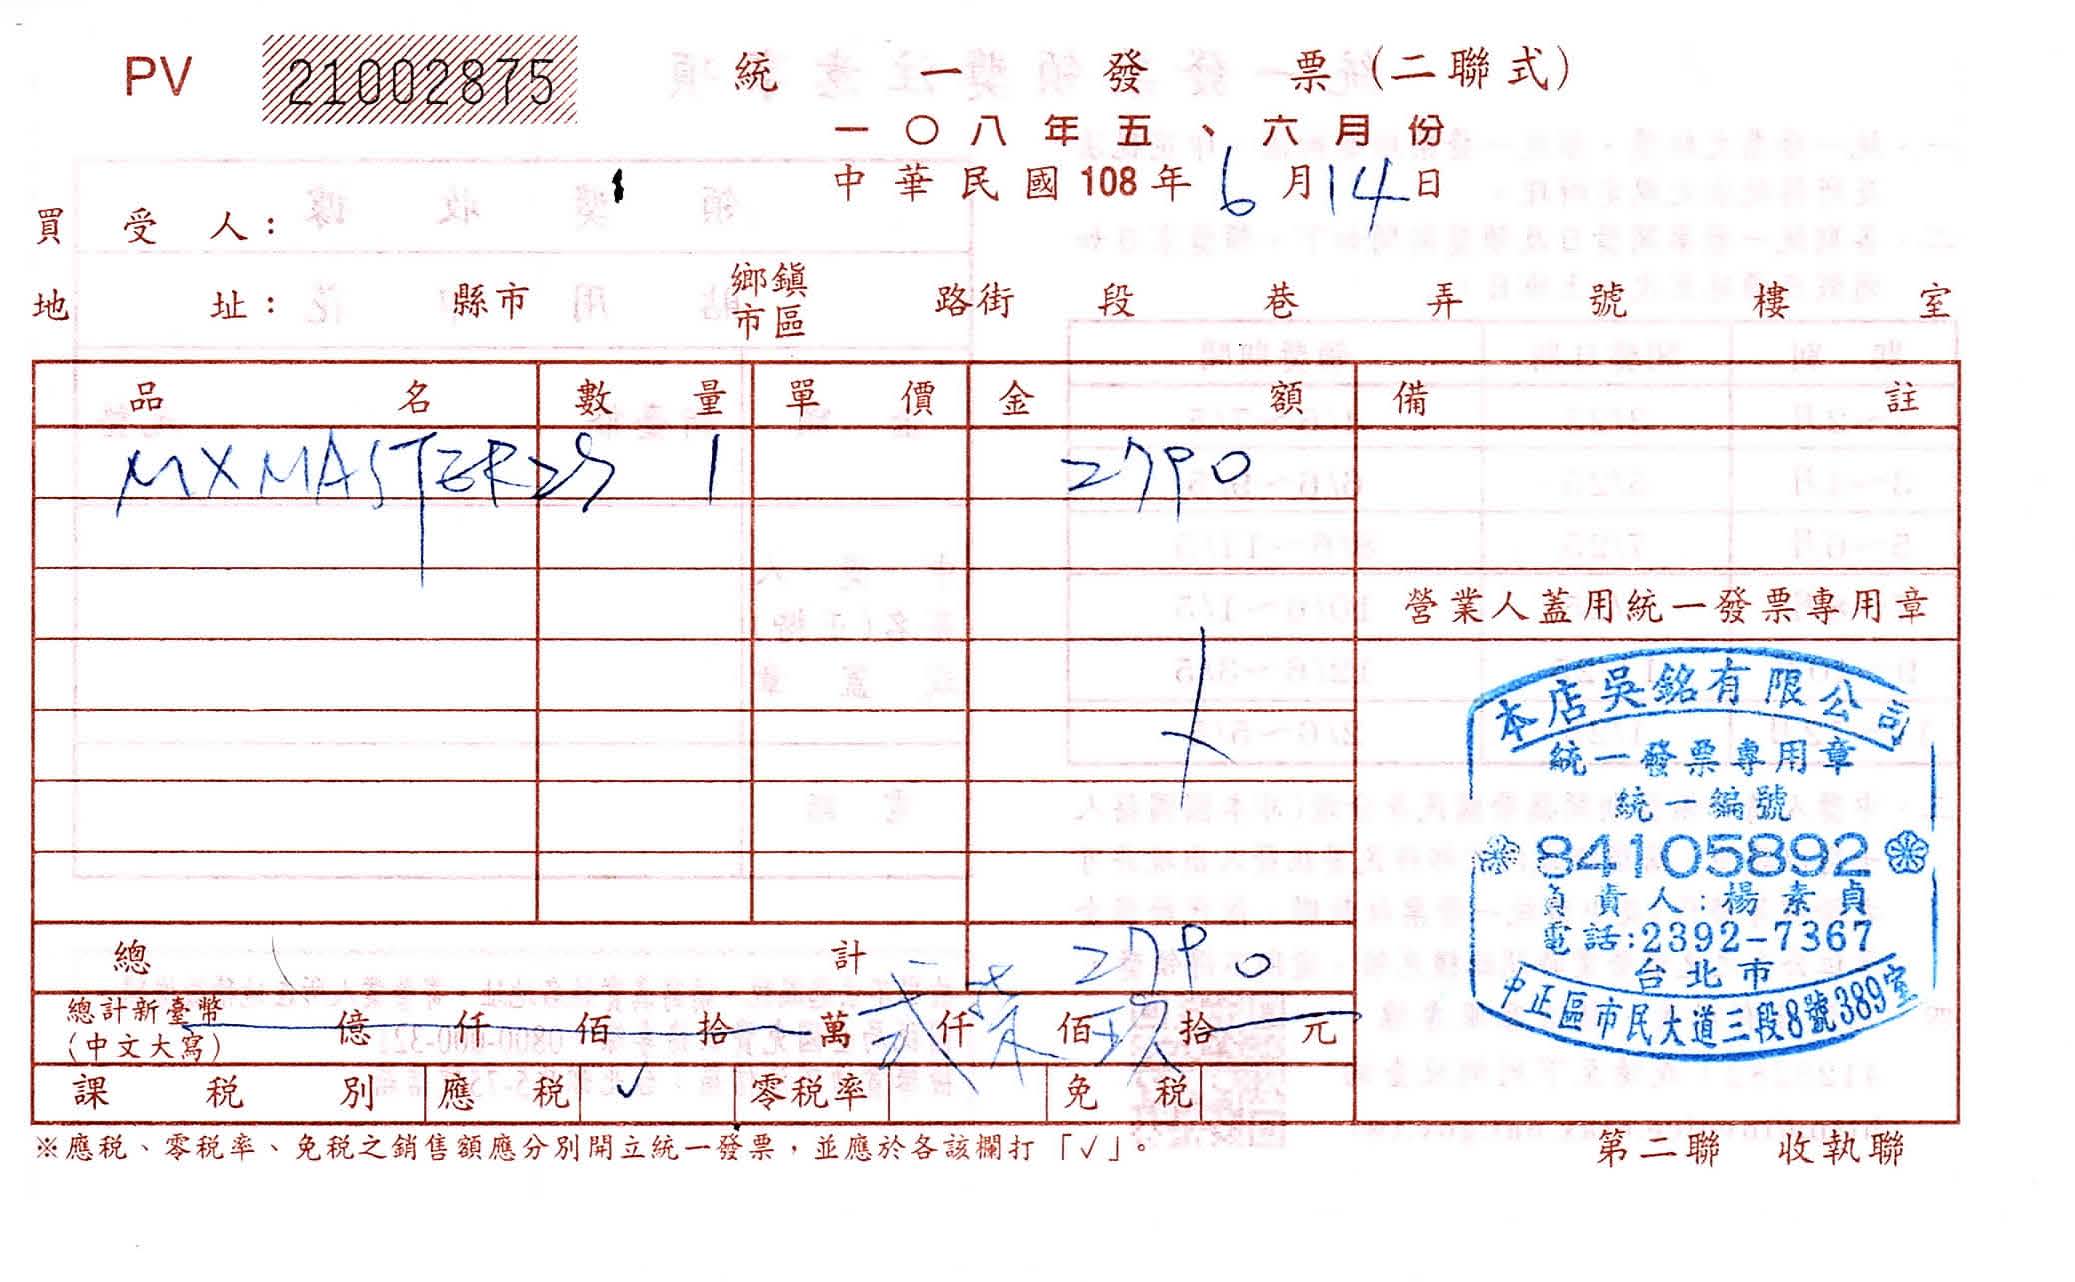 PV 21002875 統一發票(二聯式)
一〇八年五、六月份
中華民國108年6月14日
買受人：
地址： 縣市 鄉鎮市區 路街 段 巷 弄 號 樓 室
品名 數量 單價 金額 備註
MX MASTER 2S 1 2790
營業人蓋用統一發票專用章
本店吳銘有限公司
統一發票專用章
統一編號
84105892
負責人：楊素貞
電話:2392-7367
台北市
中正區市民大道三段8號389室
總計 2790
總計新臺幣(中文大寫) 億 仟 佰 拾 萬 貳仟柒佰玖拾 元
課稅別 應稅 ✓ 零稅率 免稅
※應稅、零稅率、免稅之銷售額應分別開立統一發票，並應於各該欄打「✓」。
第二聯 收執聯